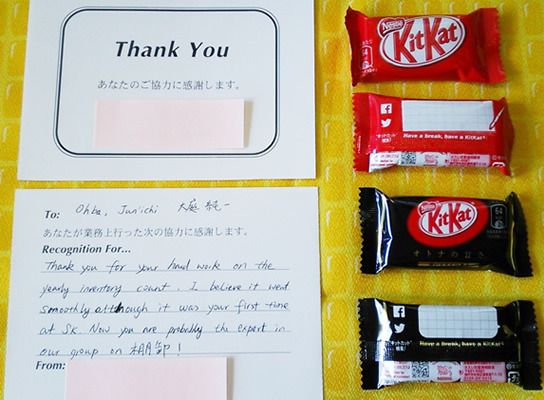 Thank You
あなたのご協力に感謝します。
To: Ohba, Jun'ichi 大庭 純一
あなたが業務上行った次の協力に感謝します。
Recognition For...
Thank you for your hard work on the
yearly inventory count. I believe it went
smoothly although it was your first time
at SK. Now you are probably the expert in
our group on 棚卸!
From:
Nestle
KitKat
Have a break, have a KitKat
Nestle
KitKat
オトナの甘さ
Have a break, have a KitKat